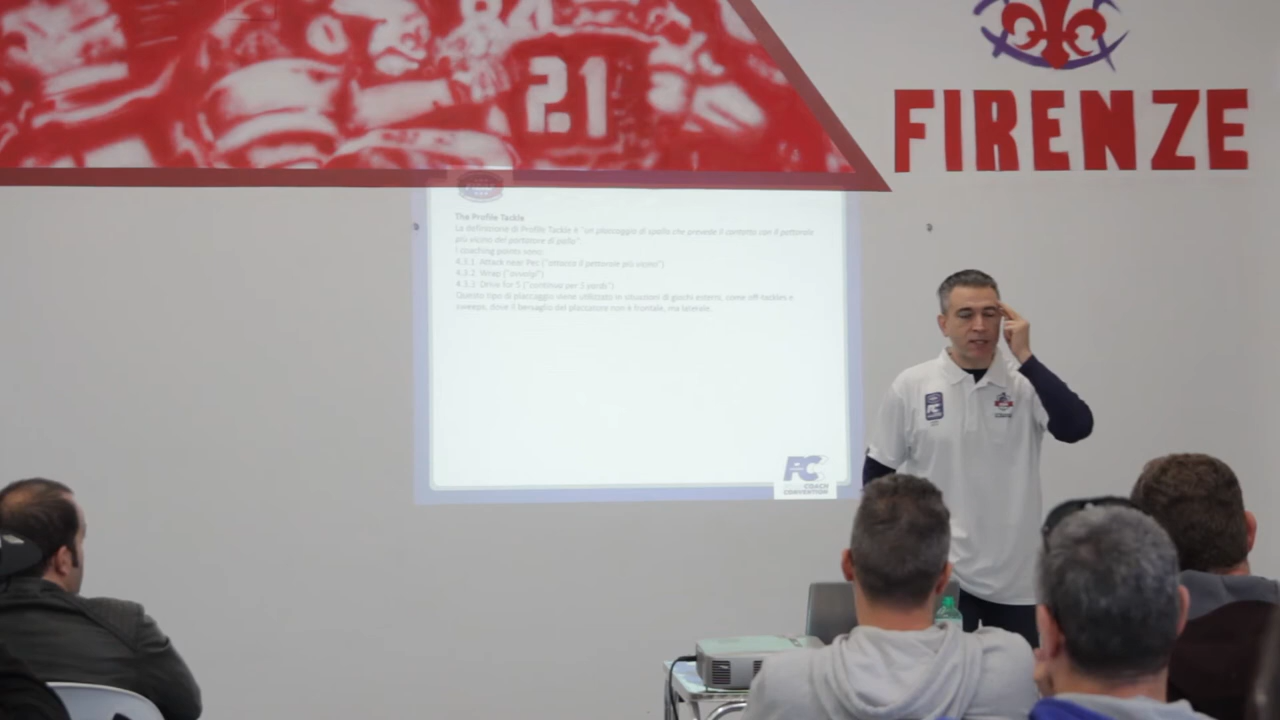 21
FIRENZE
The Profile Tackle
La definizione di Profile Tackle è "un placcaggio di spalla che prevede il contatto con il pettorale
più vicino del portatore di palla"
I coaching points sono:
4.3.1 Attack near Pec ("attacca il pettorale più vicino")
4.3.2 Wrap ("avvolgi")
4.3.3 Drive for 5 ("continua per 5 yards")
Questo tipo di placcaggio viene utilizzato in situazioni di giochi esterni, come off-tackles e
sweeps, dove il bersaglio del placcatore non è frontale, ma laterale.
COACH
CONVENTION